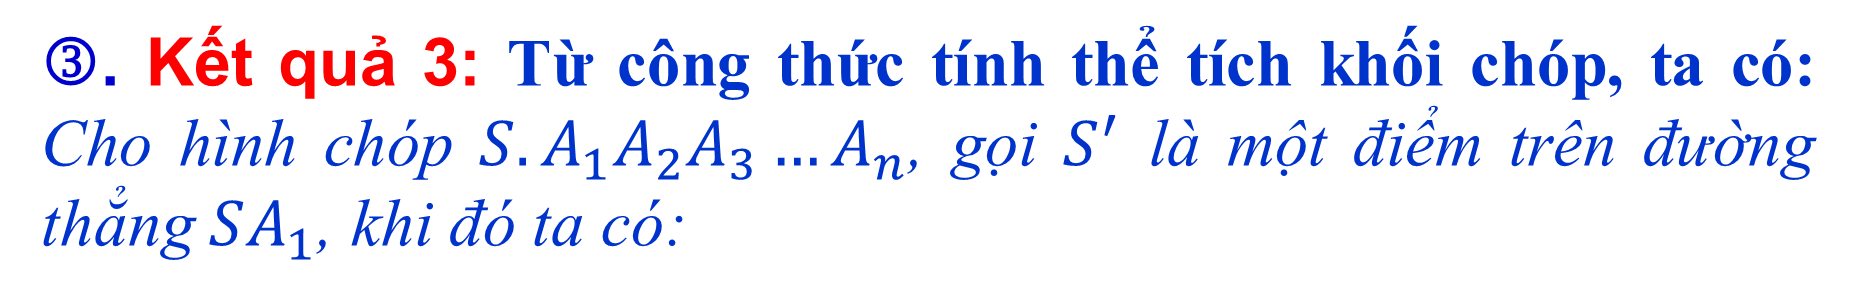 ③. Kết quả 3: Từ công thức tính thể tích khối chóp, ta có:
Cho hình chóp S.A₁A₂A₃ ... Aₙ, gọi S′ là một điểm trên đường
thẳng SA₁, khi đó ta có: